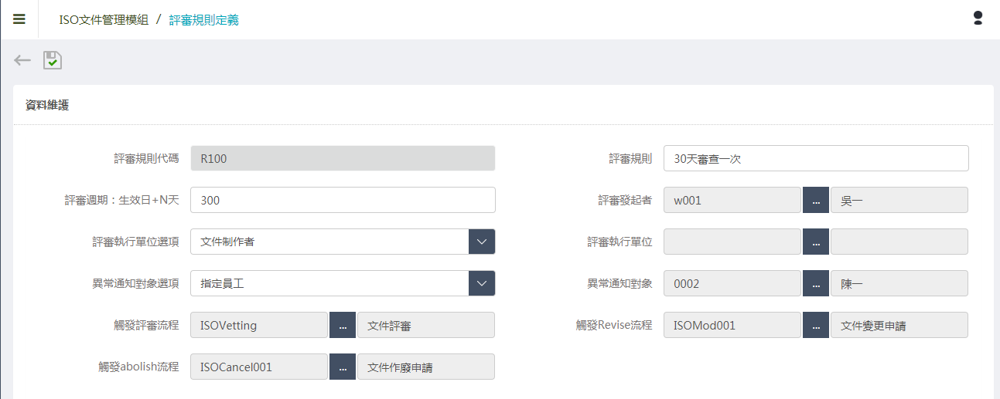 ISO文件管理模組 / 評審規則定義
資料維護
評審規則代碼 R100 評審規則 30天審查一次
評審週期：生效日+N天 300 評審發起者 w001 ... 吳一
評審執行單位選項 文件制作者 評審執行單位 ...
異常通知對象選項 指定員工 異常通知對象 0002 ... 陳一
觸發評審流程 ISOVetting ... 文件評審 觸發Revise流程 ISOMod001 ... 文件變更申請
觸發abolish流程 ISOCancel001 ... 文件作廢申請